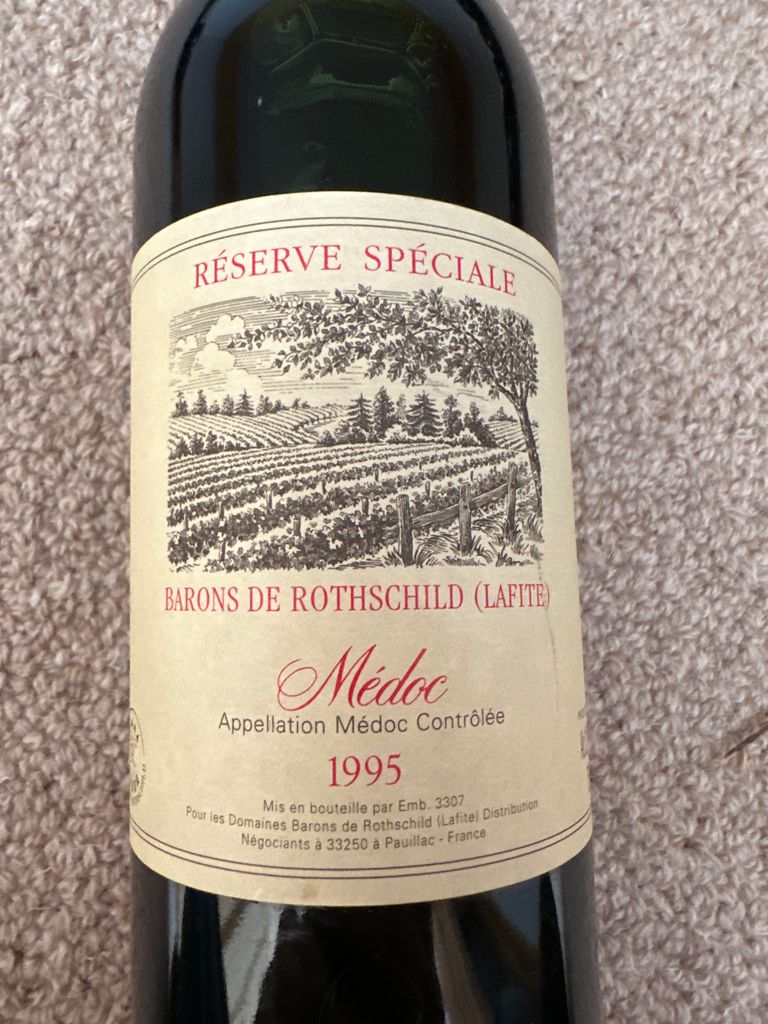 RÉSERVE SPÉCIALE
BARONS DE ROTHSCHILD (LAFITE)
Médoc
Appellation Médoc Contrôlée
1995
Mis en bouteille par Emb. 3307
Pour les Domaines Barons de Rothschild (Lafite) Distribution
Négociants à 33250 à Pauillac - France